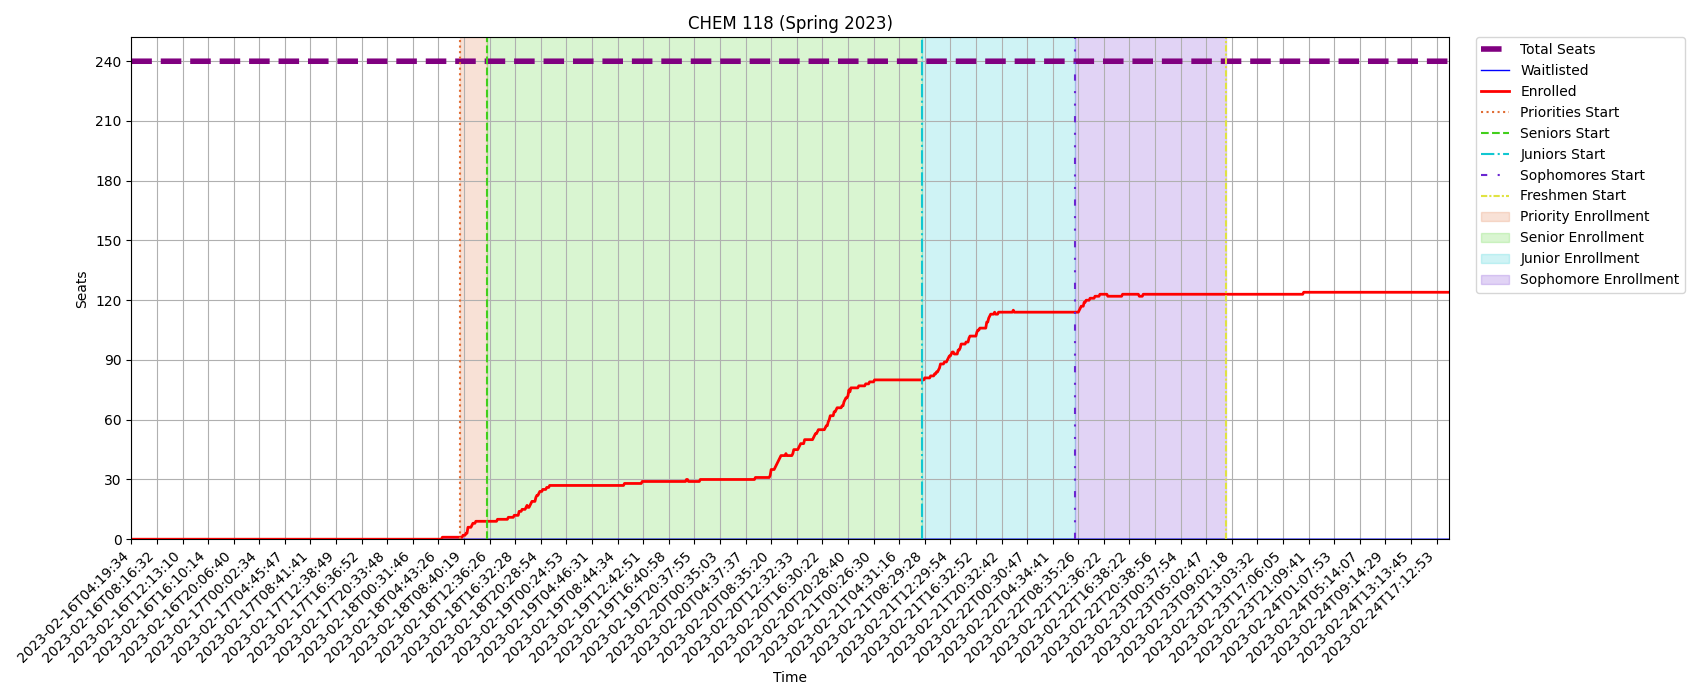 CHEM 118 (Spring 2023)
Seats
240
210
180
150
120
90
60
30
0
2023-02-16T04:19:34
2023-02-16T08:16:32
2023-02-16T12:13:10
2023-02-16T16:10:14
2023-02-16T20:06:40
2023-02-17T00:02:34
2023-02-17T04:45:47
2023-02-17T08:41:41
2023-02-17T12:38:49
2023-02-17T16:36:52
2023-02-17T20:33:48
2023-02-18T00:31:46
2023-02-18T04:43:26
2023-02-18T08:40:19
2023-02-18T12:36:26
2023-02-18T16:32:28
2023-02-18T20:28:54
2023-02-19T00:24:53
2023-02-19T04:46:31
2023-02-19T08:44:34
2023-02-19T12:42:51
2023-02-19T16:40:58
2023-02-19T20:37:55
2023-02-20T00:35:03
2023-02-20T04:37:37
2023-02-20T08:35:20
2023-02-20T12:32:33
2023-02-20T16:30:22
2023-02-20T20:28:40
2023-02-21T00:26:30
2023-02-21T04:31:16
2023-02-21T08:29:28
2023-02-21T12:29:54
2023-02-21T16:32:52
2023-02-21T20:32:42
2023-02-22T00:30:47
2023-02-22T04:34:41
2023-02-22T08:35:26
2023-02-22T12:36:22
2023-02-22T16:38:22
2023-02-22T20:38:56
2023-02-23T00:37:54
2023-02-23T05:02:47
2023-02-23T09:02:18
2023-02-23T13:03:32
2023-02-23T17:06:05
2023-02-23T21:09:41
2023-02-24T01:07:53
2023-02-24T05:14:07
2023-02-24T09:14:29
2023-02-24T13:13:45
2023-02-24T17:12:53
Time
Total Seats
Waitlisted
Enrolled
Priorities Start
Seniors Start
Juniors Start
Sophomores Start
Freshmen Start
Priority Enrollment
Senior Enrollment
Junior Enrollment
Sophomore Enrollment